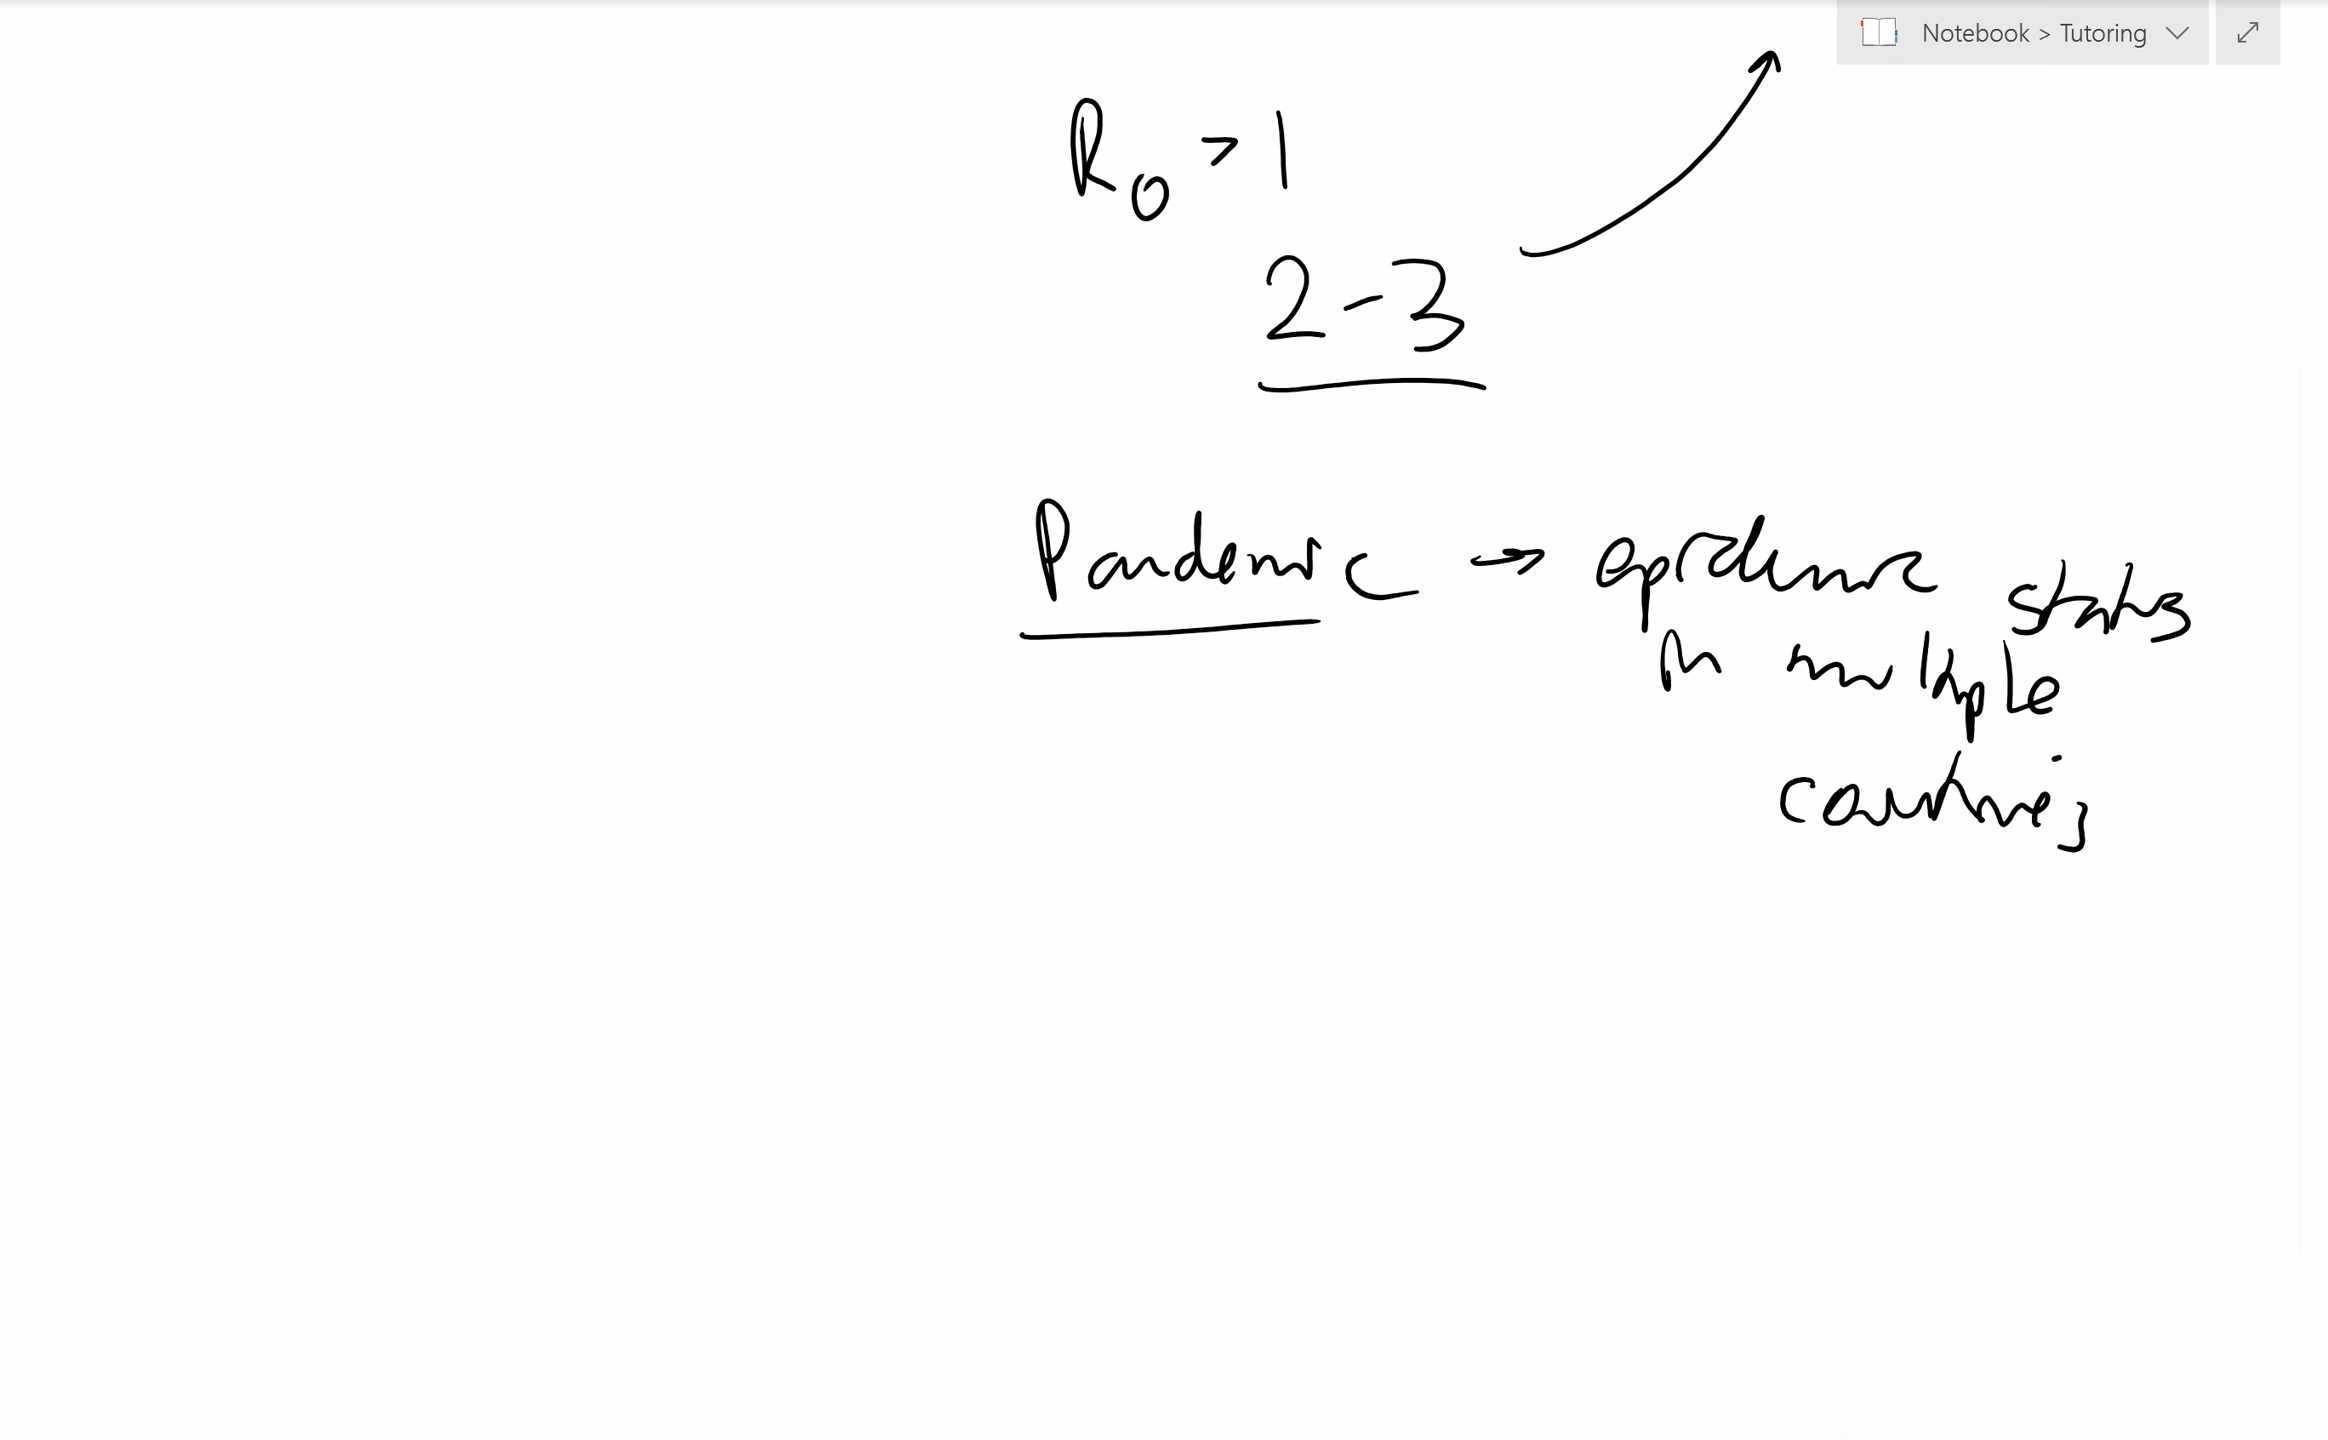 Notebook > Tutoring
R₀ > 1
2-3
Pandemic → epidemic states
in multiple
countries